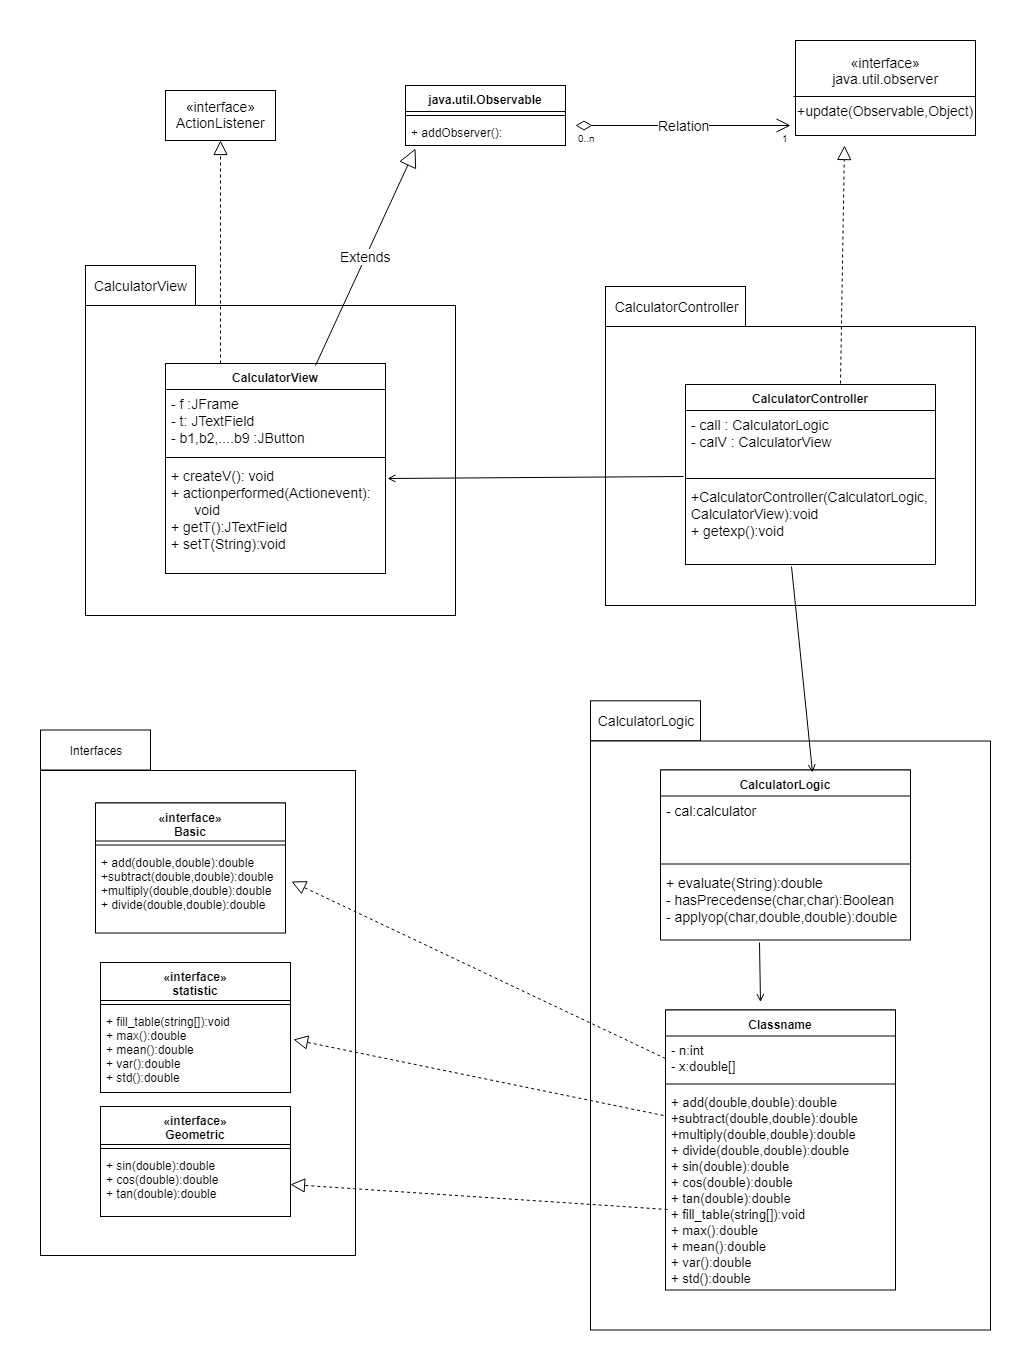 «interface»
java.util.observer
+update(Observable,Object)
«interface»
ActionListener
java.util.Observable
+ addObserver():
Relation
0..n
1
Extends
CalculatorView
CalculatorView
- f :JFrame
- t: JTextField
- b1,b2,....b9 :JButton
+ createV(): void
+ actionperformed(Actionevent):
void
+ getT():JTextField
+ setT(String):void
CalculatorController
CalculatorController
- call : CalculatorLogic
- calV : CalculatorView
+CalculatorController(CalculatorLogic,
CalculatorView):void
+ getexp():void
Interfaces
«interface»
Basic
+ add(double,double):double
+subtract(double,double):double
+multiply(double,double):double
+ divide(double,double):double
«interface»
statistic
+ fill_table(string[]):void
+ max():double
+ mean():double
+ var():double
+ std():double
«interface»
Geometric
+ sin(double):double
+ cos(double):double
+ tan(double):double
CalculatorLogic
CalculatorLogic
- cal:calculator
+ evaluate(String):double
- hasPrecedense(char,char):Boolean
- applyop(char,double,double):double
Classname
- n:int
- x:double[]
+ add(double,double):double
+subtract(double,double):double
+multiply(double,double):double
+ divide(double,double):double
+ sin(double):double
+ cos(double):double
+ tan(double):double
+ fill_table(string[]):void
+ max():double
+ mean():double
+ var():double
+ std():double